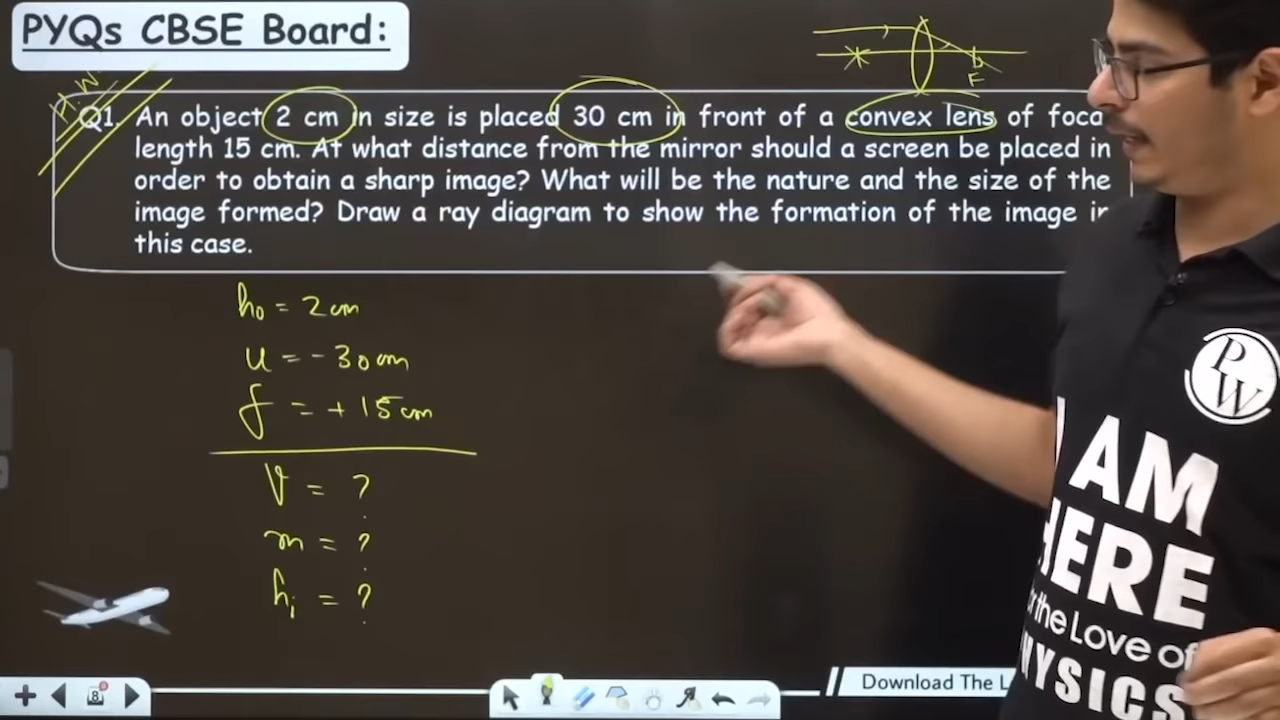 PYQs CBSE Board:
H.W
Q1. An object 2 cm in size is placed 30 cm in front of a convex lens of foca
length 15 cm. At what distance from the mirror should a screen be placed in
order to obtain a sharp image? What will be the nature and the size of the
image formed? Draw a ray diagram to show the formation of the image in
this case.
F
h₀ = 2 cm
u = - 30 cm
f = + 15 cm
V = ?
m = ?
hᵢ = ?
PW
I AM
HERE
for the Love of
PHYSICS
8
Download The